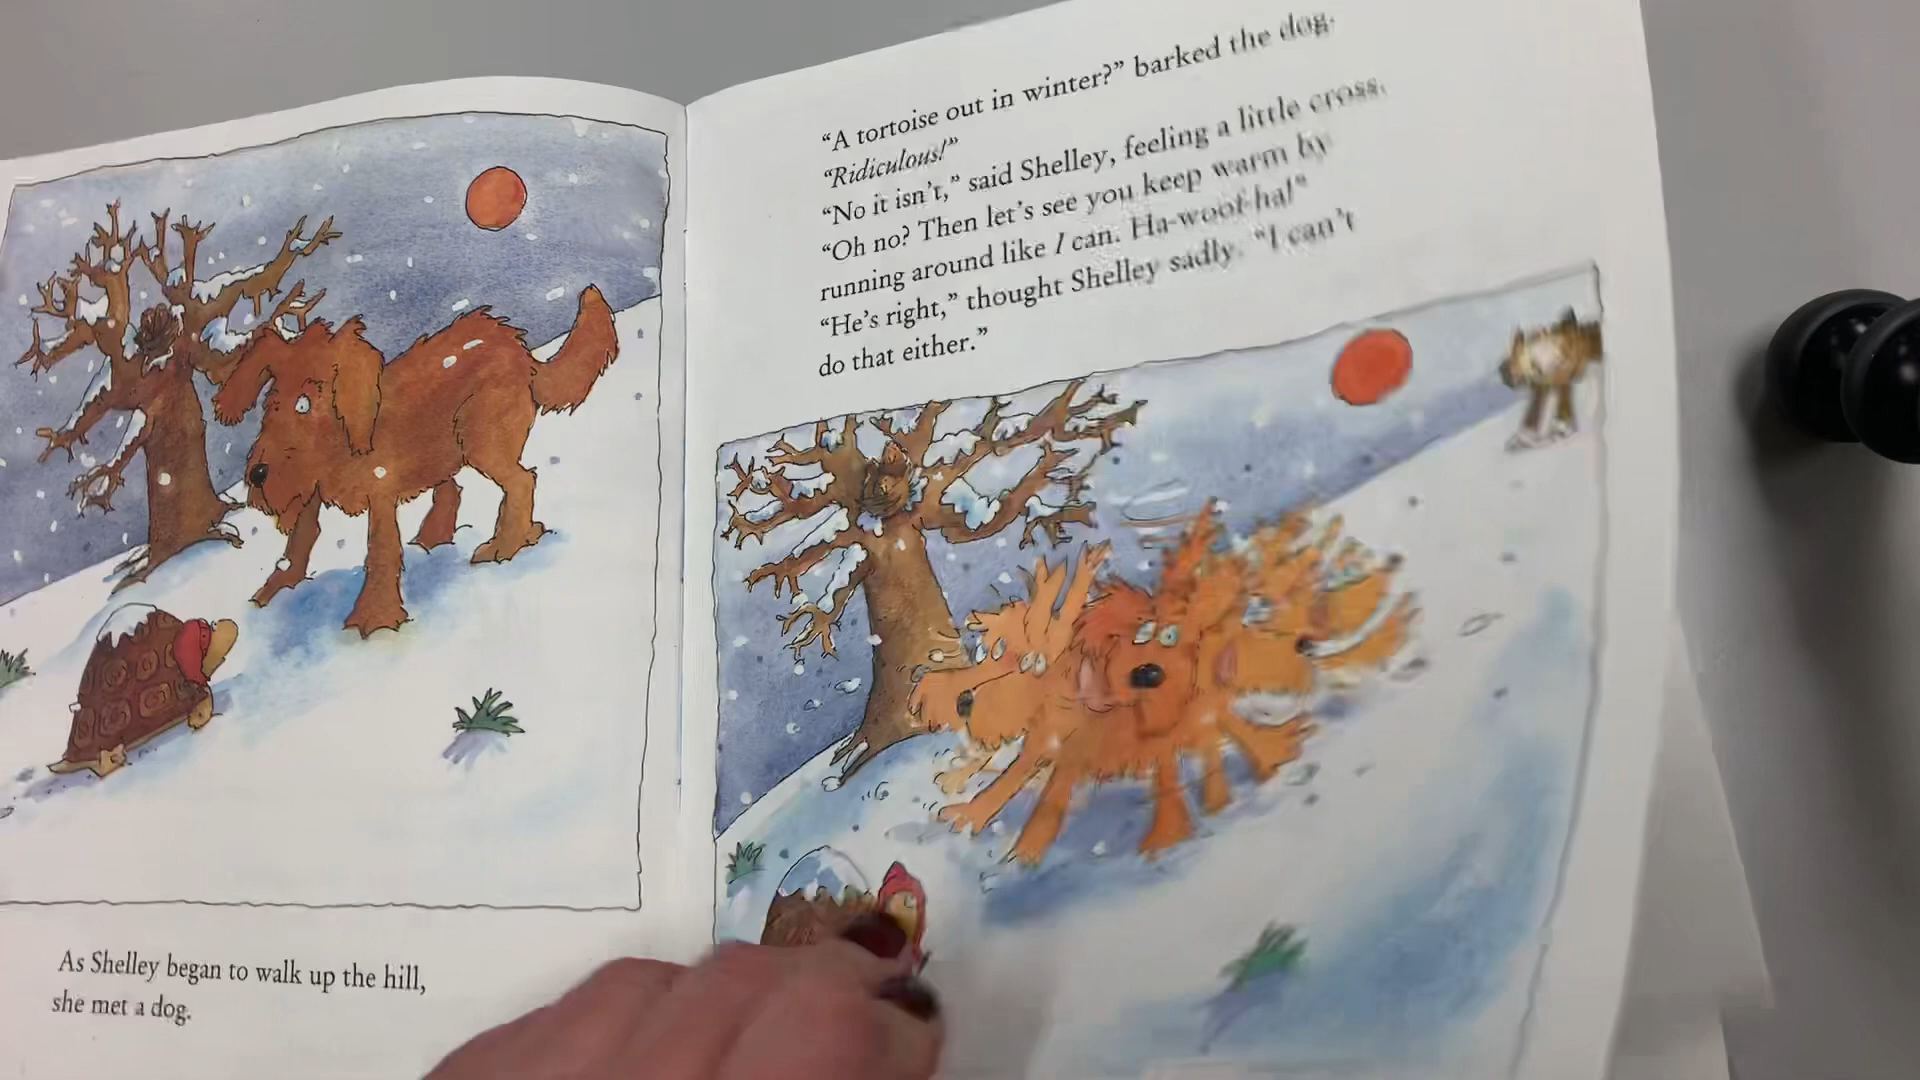 As Shelley began to walk up the hill,
she met a dog.
“A tortoise out in winter?” barked the dog.
“Ridiculous!”
“No it isn’t,” said Shelley, feeling a little cross.
“Oh no? Then let’s see you keep warm by
running around like I can. Ha-woof-ha!”
“He’s right,” thought Shelley sadly. “I can’t
do that either.”